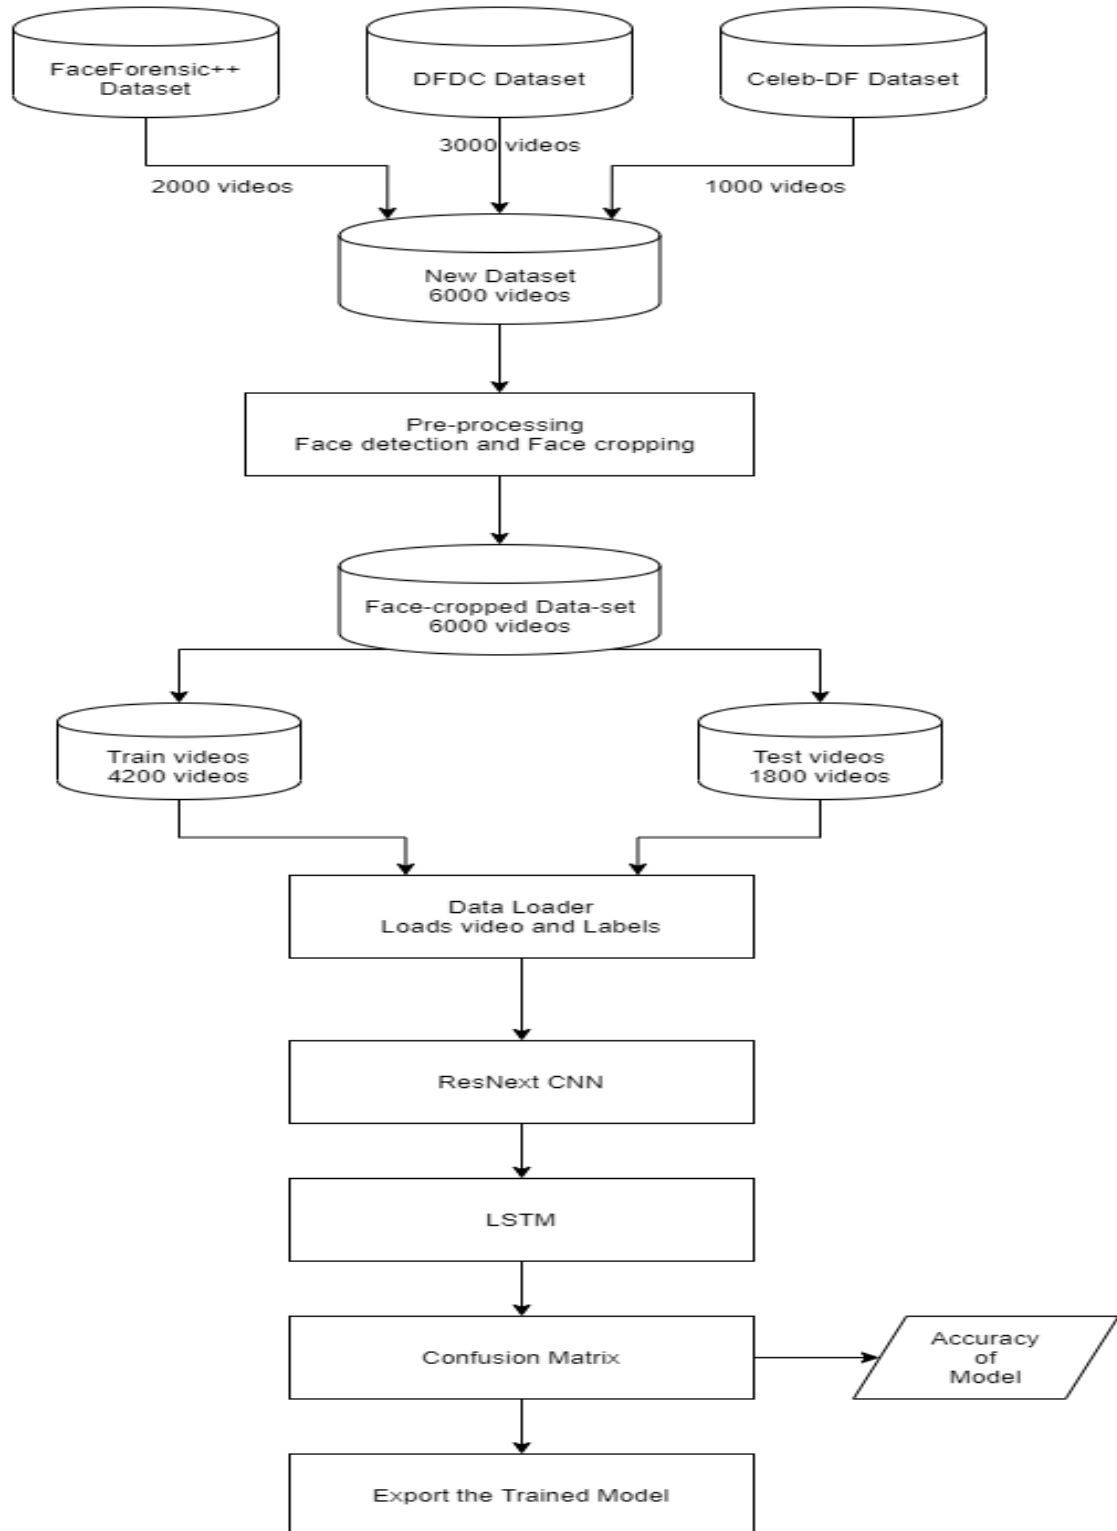 FaceForensic++
Dataset
DFDC Dataset
Celeb-DF Dataset
3000 videos
2000 videos
1000 videos
New Dataset
6000 videos
Pre-processing
Face detection and Face cropping
Face-cropped Data-set
6000 videos
Train videos
4200 videos
Test videos
1800 videos
Data Loader
Loads video and Labels
ResNext CNN
LSTM
Confusion Matrix
Accuracy
of
Model
Export the Trained Model